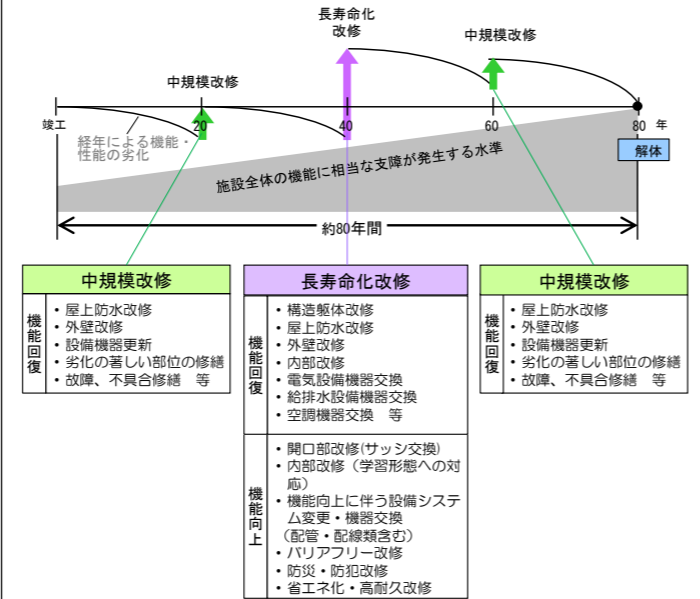 長寿命化
改修
中規模改修
中規模改修
竣工
20
40
60
80 年
経年による機能・
性能の劣化
解体
施設全体の機能に相当な支障が発生する水準
約80年間
中規模改修
機能回復
・屋上防水改修
・外壁改修
・設備機器更新
・劣化の著しい部位の修繕
・故障、不具合修繕 等
長寿命化改修
機能回復
・構造躯体改修
・屋上防水改修
・外壁改修
・内部改修
・電気設備機器交換
・給排水設備機器交換
・空調機器交換 等
機能向上
・開口部改修(サッシ交換)
・内部改修（学習形態への対
応）
・機能向上に伴う設備システ
ム変更・機器交換
（配管・配線類含む）
・バリアフリー改修
・防災・防犯改修
・省エネ化・高耐久改修
中規模改修
機能回復
・屋上防水改修
・外壁改修
・設備機器更新
・劣化の著しい部位の修繕
・故障、不具合修繕 等